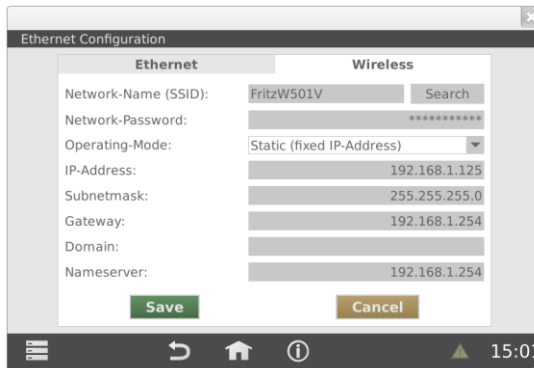 Ethernet Configuration
Ethernet Wireless
Network-Name (SSID): FritzW501V Search
Network-Password: ***********
Operating-Mode: Static (fixed IP-Address)
IP-Address: 192.168.1.125
Subnetmask: 255.255.255.0
Gateway: 192.168.1.254
Domain:
Nameserver: 192.168.1.254
Save Cancel
15:01